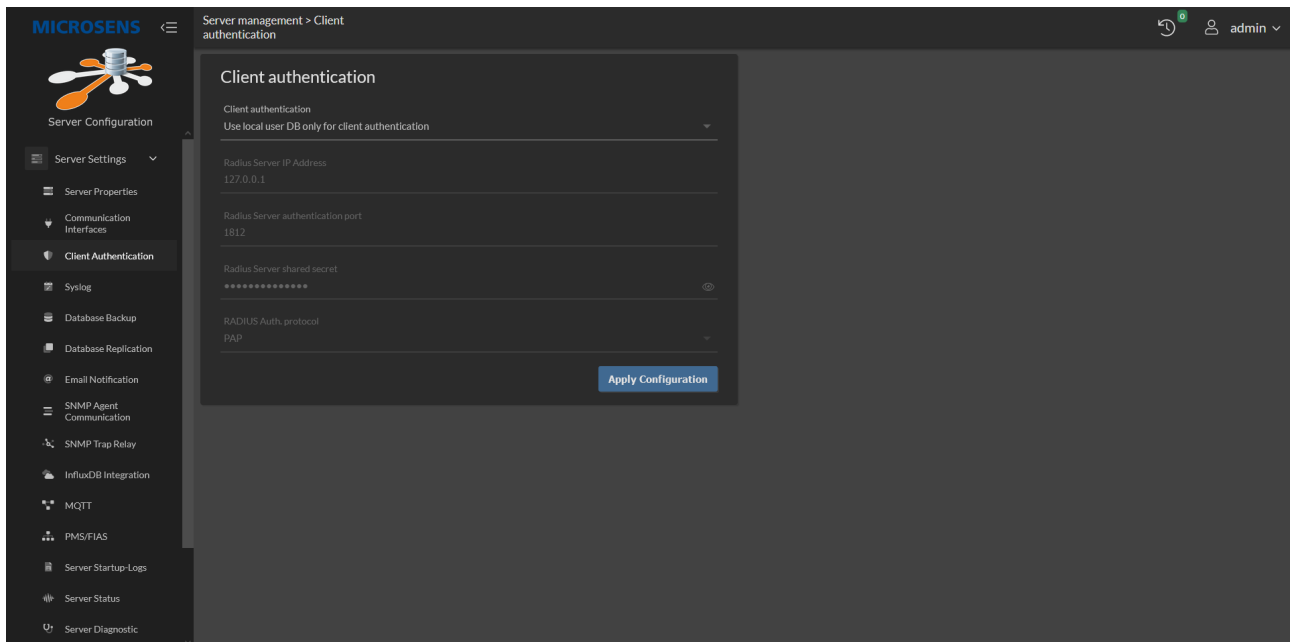 MICROSENS
Server Configuration
Server Settings
Server Properties
Communication
Interfaces
Client Authentication
Syslog
Database Backup
Database Replication
Email Notification
SNMP Agent
Communication
SNMP Trap Relay
InfluxDB Integration
MQTT
PMS/FIAS
Server Startup-Logs
Server Status
Server Diagnostic
Server management > Client
authentication
0
admin
Client authentication
Client authentication
Use local user DB only for client authentication
Radius Server IP Address
127.0.0.1
Radius Server authentication port
1812
Radius Server shared secret
••••••••••••••
RADIUS Auth. protocol
PAP
Apply Configuration